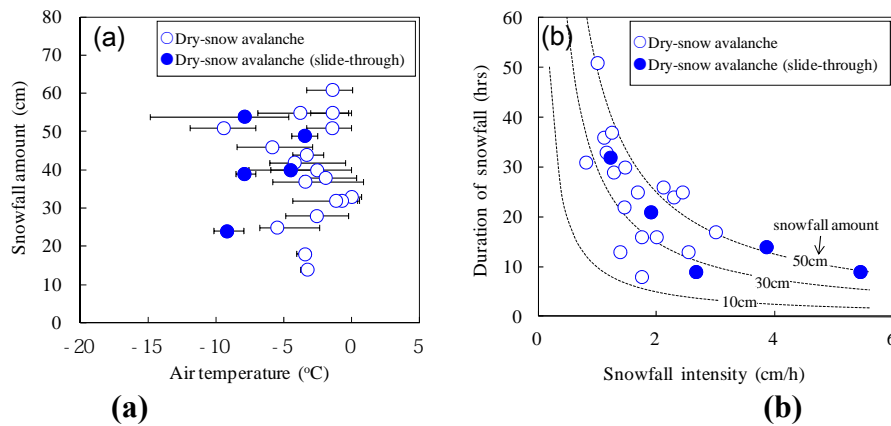 (a)
Dry-snow avalanche
Dry-snow avalanche (slide-through)
Snowfall amount (cm)
80
70
60
50
40
30
20
10
0
-20
-15
-10
-5
0
5
Air temperature (°C)
(a)
(b)
Dry-snow avalanche
Dry-snow avalanche (slide-through)
Duration of snowfall (hrs)
60
50
40
30
20
10
0
snowfall amount
50cm
30cm
10cm
0
2
4
6
Snowfall intensity (cm/h)
(b)